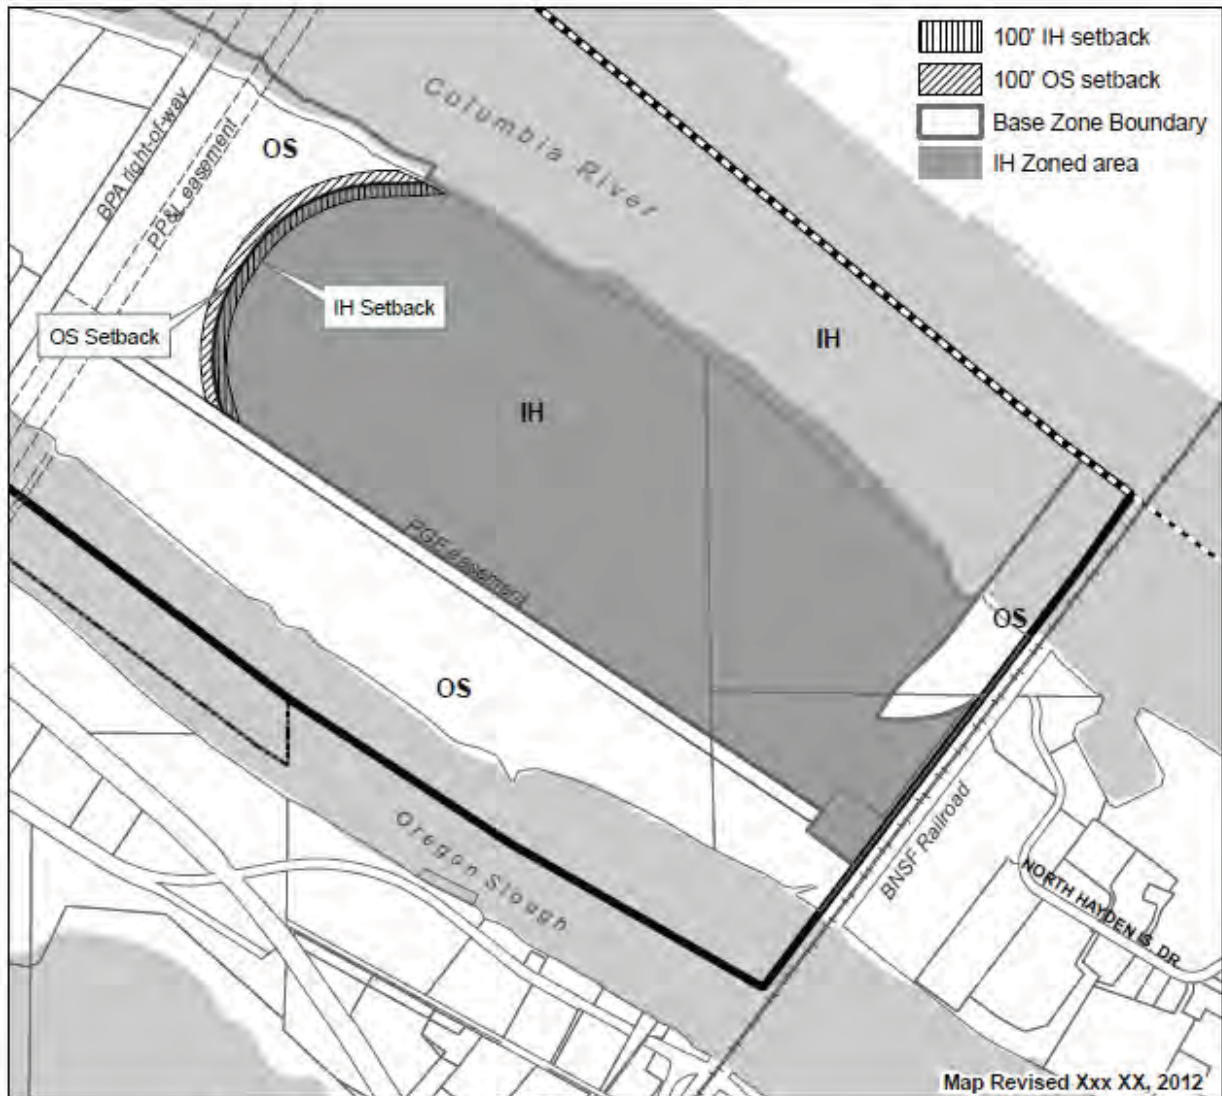 100' IH setback
100' OS setback
Base Zone Boundary
IH Zoned area
Columbia River
OS
BPA right-of-way
PP&L easement
IH Setback
OS Setback
IH
IH
PGE easement
OS
OS
Oregon Slough
BNSF Railroad
NORTH HAYDEN IS. DR
Map Revised Xxx XX, 2012